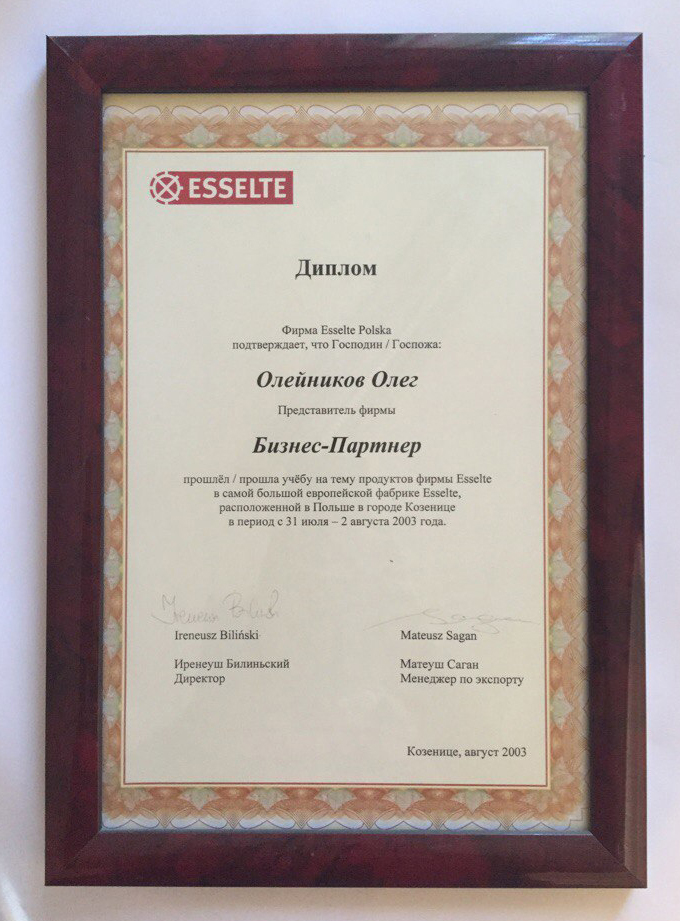 ESSELTE
Диплом
Фирма Esselte Polska
подтверждает, что Господин / Госпожа:
Олейников Олег
Представитель фирмы
Бизнес-Партнер
прошлёл / прошла учёбу на тему продуктов фирмы Esselte
в самой большой европейской фабрике Esselte,
расположенной в Польше в городе Козенице
в период с 31 июля – 2 августа 2003 года.
Sagan
Ireneusz Biliński
Mateusz Sagan
Иренеуш Билиньский
Матеуш Саган
Директор
Менеджер по экспорту
Козенице, август 2003